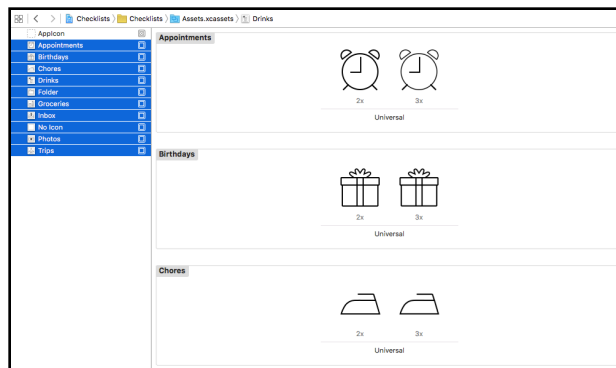 Checklists Checklists Assets.xcassets Drinks
AppIcon
Appointments
Birthdays
Chores
Drinks
Folder
Groceries
Inbox
No Icon
Photos
Trips
Appointments
2x 3x
Universal
Birthdays
2x 3x
Universal
Chores
2x 3x
Universal